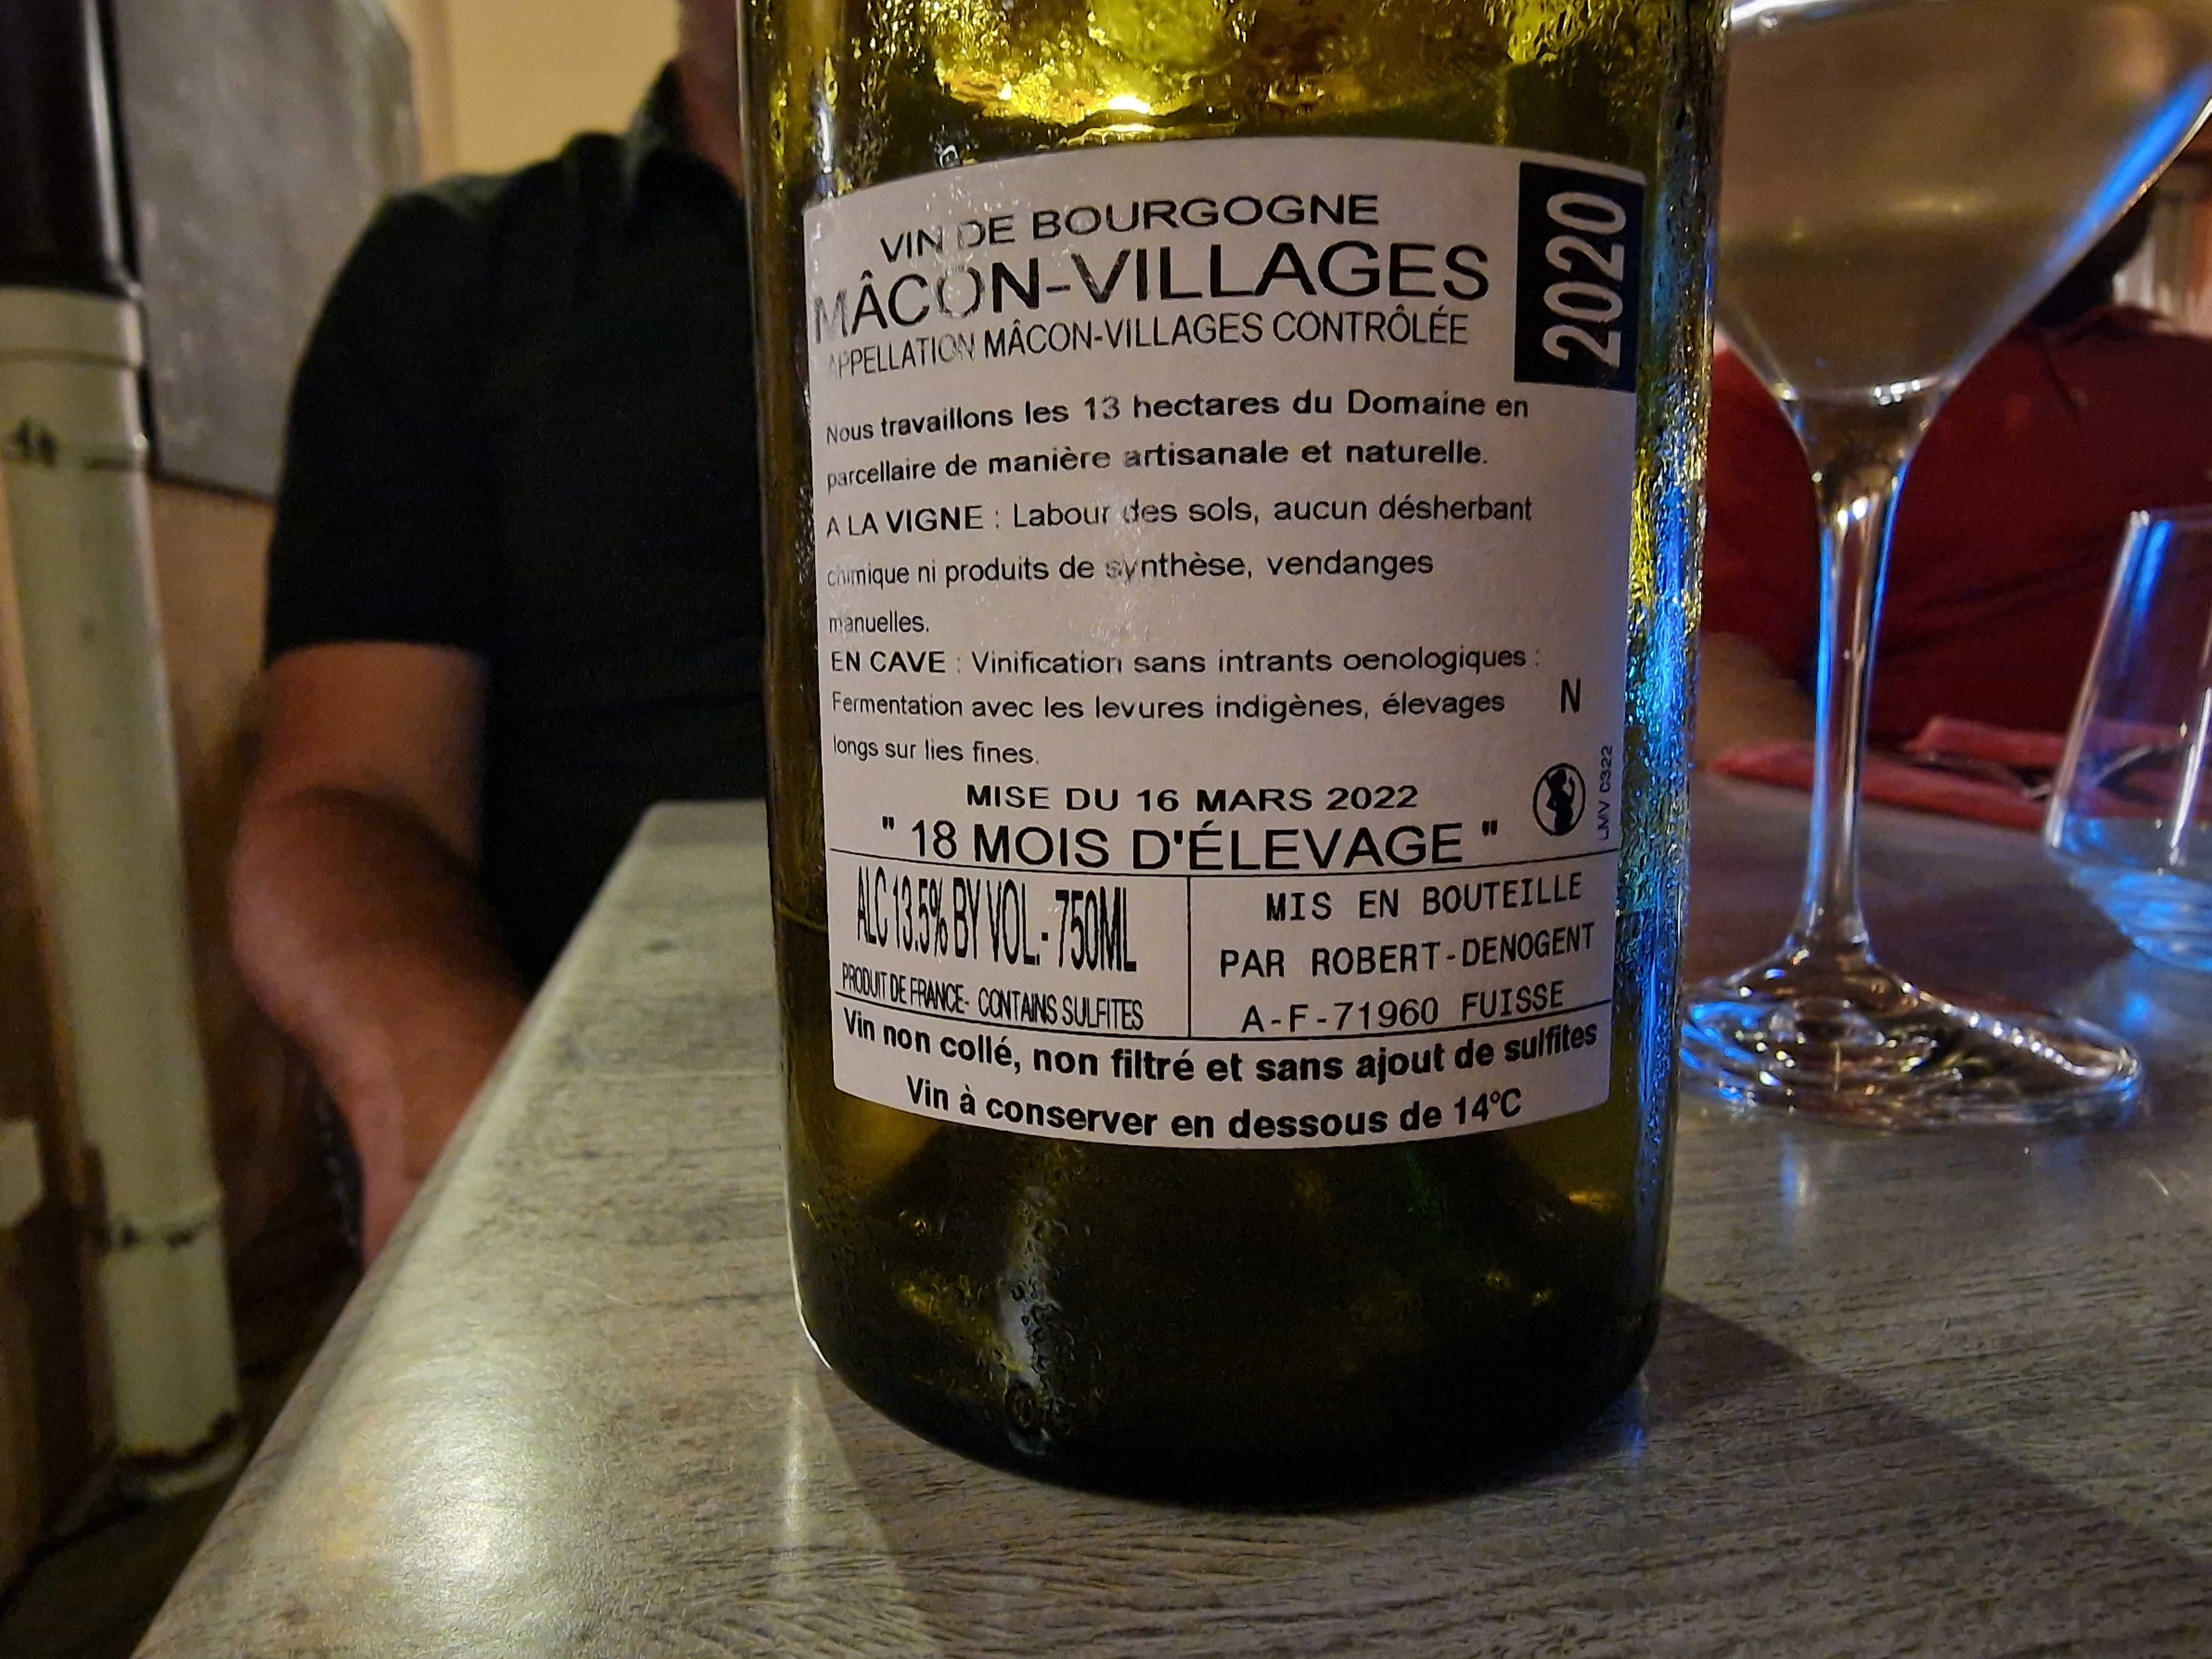 VIN DE BOURGOGNE
MÂCON-VILLAGES
APPELLATION MÂCON-VILLAGES CONTRÔLÉE
2020
Nous travaillons les 13 hectares du Domaine en
parcellaire de manière artisanale et naturelle.
A LA VIGNE : Labour des sols, aucun désherbant
chimique ni produits de synthèse, vendanges
manuelles.
EN CAVE : Vinification sans intrants oenologiques :
Fermentation avec les levures indigènes, élevages
longs sur lies fines.
N
MISE DU 16 MARS 2022
" 18 MOIS D'ÉLEVAGE "
LMV C322
ALC 13.5% BY VOL. - 750ML
PRODUIT DE FRANCE- CONTAINS SULFITES
MIS EN BOUTEILLE
PAR ROBERT-DENOGENT
A-F-71960 FUISSE
Vin non collé, non filtré et sans ajout de sulfites
Vin à conserver en dessous de 14°C